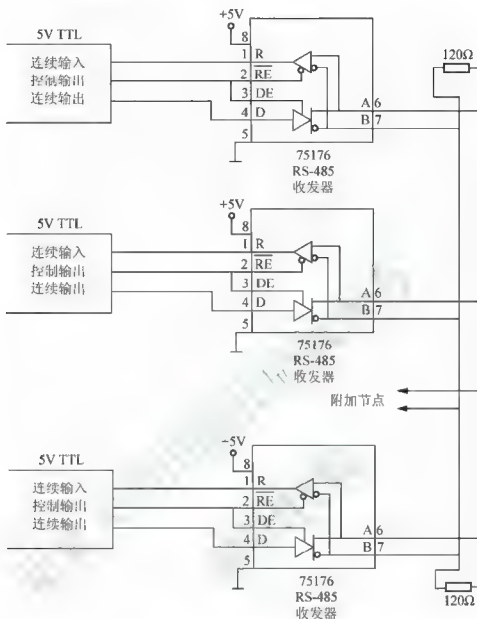 +5V
5V TTL
连续输入
控制输出
连续输出
8
1 R
2 RE
3 DE
4 D
5
A 6
B 7
120Ω
75176
RS-485
收发器
+5V
5V TTL
连续输入
控制输出
连续输出
8
1 R
2 RE
3 DE
4 D
5
A 6
B 7
75176
RS-485
收发器
附加节点
+5V
5V TTL
连续输入
控制输出
连续输出
8
1 R
2 RE
3 DE
4 D
5
A 6
B 7
75176
RS-485
收发器
120Ω